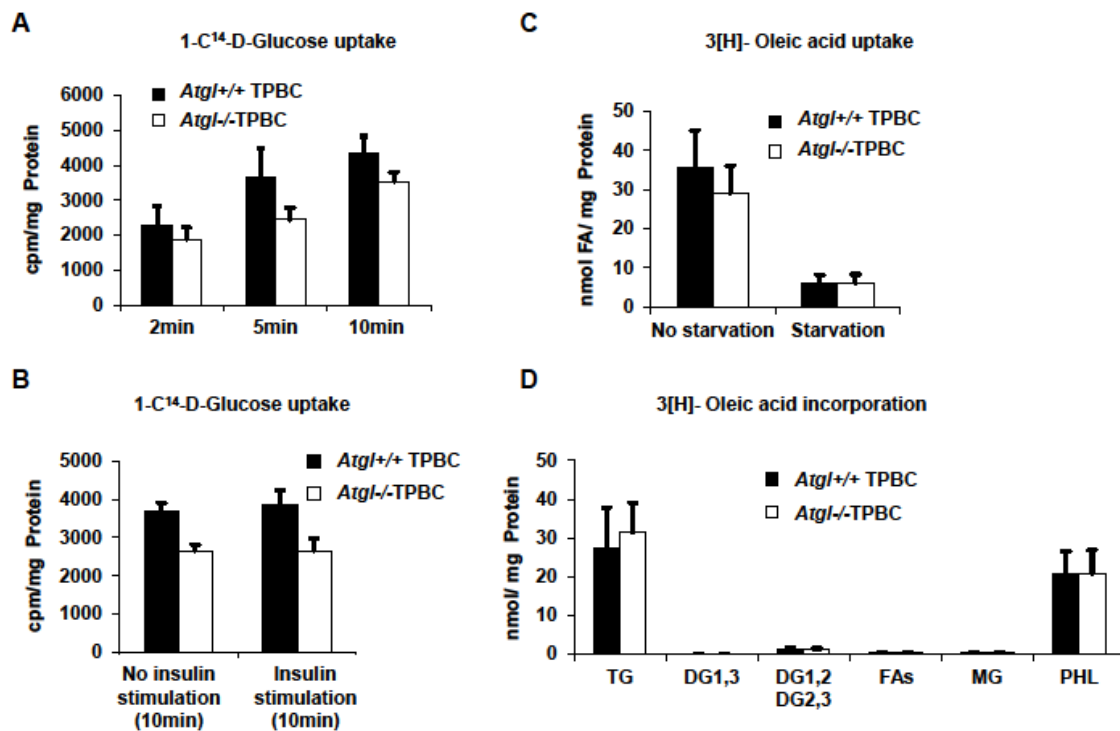 A
1-C¹⁴-D-Glucose uptake
Atgl+/+ TPBC
Atgl-/-TPBC
cpm/mg Protein
6000
5000
4000
3000
2000
1000
0
2min 5min 10min
B
1-C¹⁴-D-Glucose uptake
Atgl+/+ TPBC
Atgl-/-TPBC
cpm/mg Protein
5000
4000
3000
2000
1000
0
No insulin stimulation (10min)
Insulin stimulation (10min)
C
3[H]- Oleic acid uptake
Atgl+/+ TPBC
Atgl-/-TPBC
nmol FA/ mg Protein
50
40
30
20
10
0
No starvation Starvation
D
3[H]- Oleic acid incorporation
Atgl+/+ TPBC
Atgl-/-TPBC
nmol/ mg Protein
50
40
30
20
10
0
TG DG1,3 DG1,2 FAs MG PHL
DG2,3